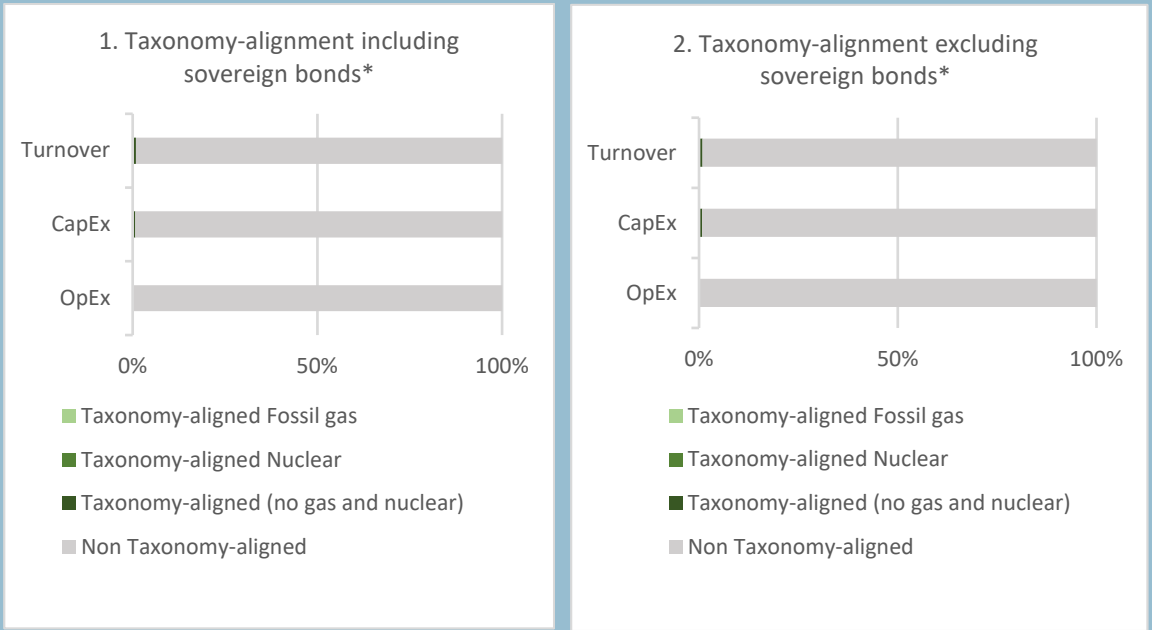 1. Taxonomy-alignment including
sovereign bonds*
Turnover
CapEx
OpEx
0% 50% 100%
Taxonomy-aligned Fossil gas
Taxonomy-aligned Nuclear
Taxonomy-aligned (no gas and nuclear)
Non Taxonomy-aligned
2. Taxonomy-alignment excluding
sovereign bonds*
Turnover
CapEx
OpEx
0% 50% 100%
Taxonomy-aligned Fossil gas
Taxonomy-aligned Nuclear
Taxonomy-aligned (no gas and nuclear)
Non Taxonomy-aligned